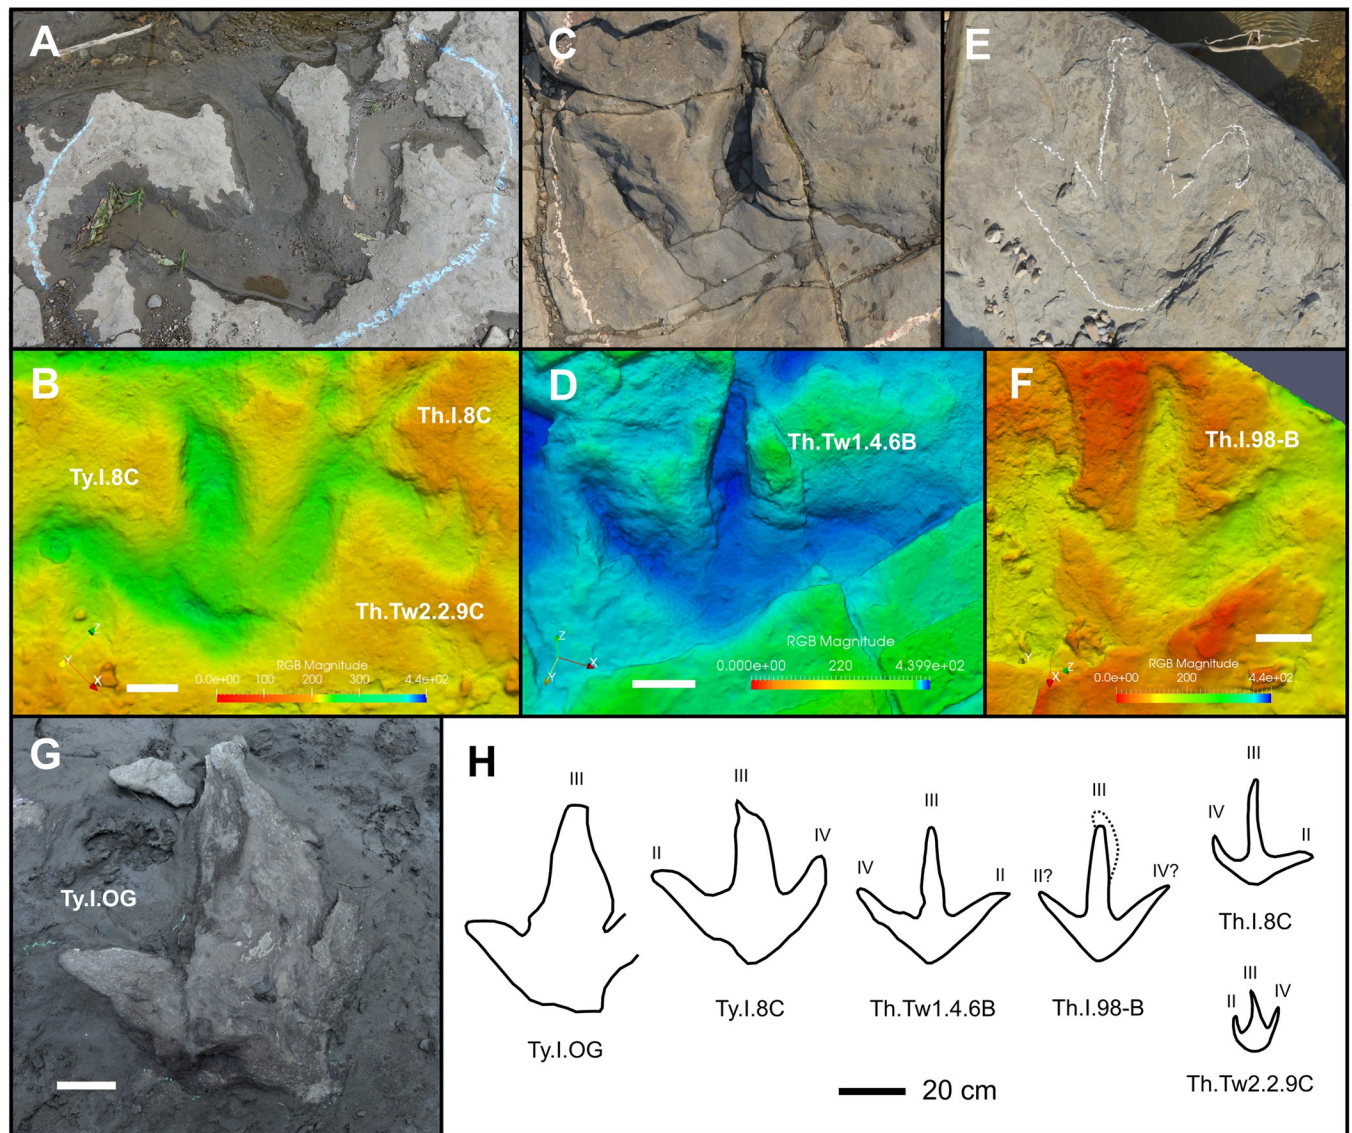 A
C
E
B
Th.I.8C
Ty.I.8C
Th.Tw2.2.9C
Z
Y
X
RGB Magnitude
0.0e+00 100 200 300 4.4e+02
D
Th.Tw1.4.6B
Z
X
Y
RGB Magnitude
0.000e+00 220 4.399e+02
F
Th.I.98-B
Y
Z
X
RGB Magnitude
0.0e+00 200 4.4e+02
G
Ty.I.OG
H
III
Ty.I.OG
III
II
IV
Ty.I.8C
III
IV
II
Th.Tw1.4.6B
III
II?
IV?
Th.I.98-B
III
IV
II
Th.I.8C
III
II
IV
Th.Tw2.2.9C
20 cm